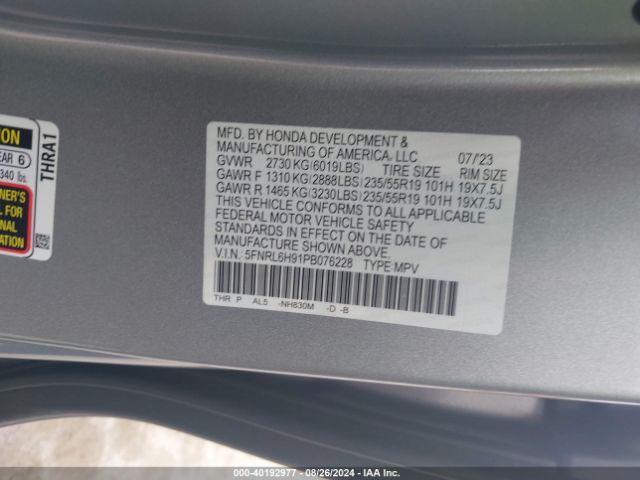 MFD. BY HONDA DEVELOPMENT &
MANUFACTURING OF AMERICA, LLC 07/'23
GVWR 2730 KG(6019LBS) TIRE SIZE RIM SIZE
GAWR F 1310 KG(2888LBS) 235/55R19 101H 19X7.5J
GAWR R 1465 KG(3230LBS) 235/55R19 101H 19X7.5J
THIS VEHICLE CONFORMS TO ALL APPLICABLE
FEDERAL MOTOR VEHICLE SAFETY
STANDARDS IN EFFECT ON THE DATE OF
MANUFACTURE SHOWN ABOVE.
V.I.N.: 5FNRL6H91PB076228 TYPE:MPV
THR P AL5 -NH830M -D -B
ION
EAR 6
340 lbs
NER'S
L FOR
IONAL
ION
THRA1
000-40192977 - 08/26/2024 - IAA Inc.